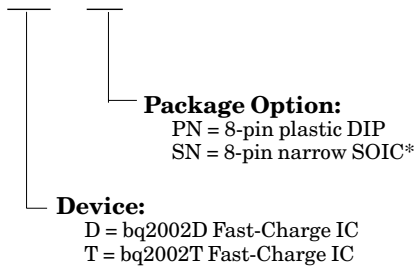 Package Option:
PN = 8-pin plastic DIP
SN = 8-pin narrow SOIC*
Device:
D = bq2002D Fast-Charge IC
T = bq2002T Fast-Charge IC